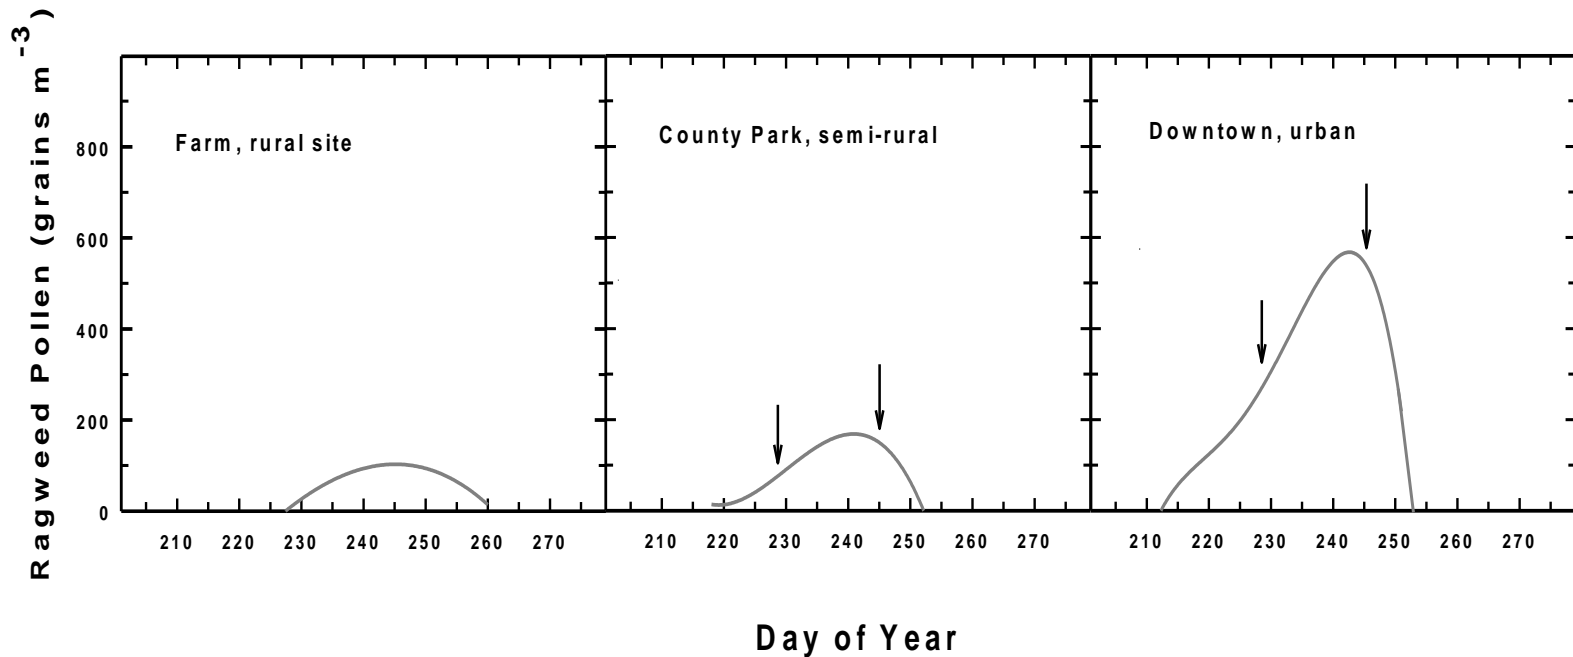 Ragweed Pollen (grains m -3)
Farm, rural site
County Park, semi-rural
Downtown, urban
800
600
400
200
0
210 220 230 240 250 260 270
210 220 230 240 250 260 270
210 220 230 240 250 260 270
Day of Year